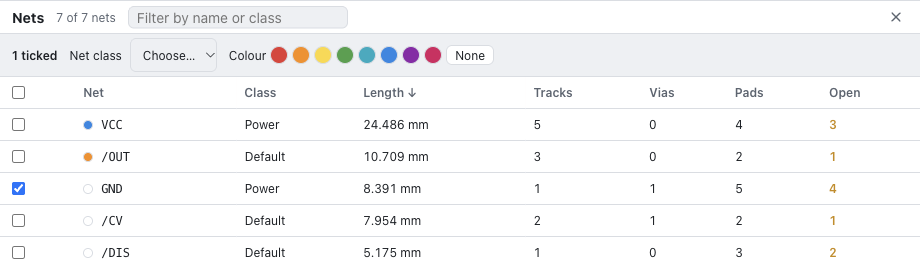 Nets 7 of 7 nets Filter by name or class
1 ticked Net class Choose... Colour None
Net Class Length ↓ Tracks Vias Pads Open
VCC Power 24.486 mm 5 0 4 3
/OUT Default 10.709 mm 3 0 2 1
GND Power 8.391 mm 1 1 5 4
/CV Default 7.954 mm 2 1 2 1
/DIS Default 5.175 mm 1 0 3 2